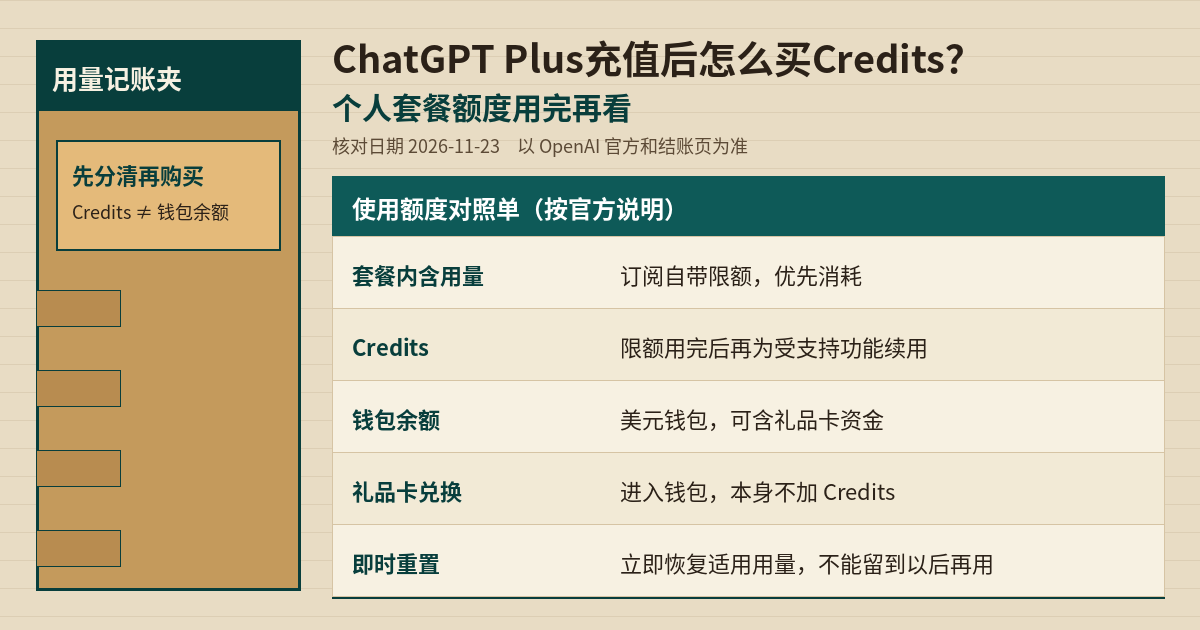 用量记账夹
先分清再购买
Credits ≠ 钱包余额
ChatGPT Plus充值后怎么买Credits？
个人套餐额度用完再看
核对日期 2026-11-23 以 OpenAI 官方和结账页为准
使用额度对照单（按官方说明）
套餐内含用量 订阅自带限额，优先消耗
Credits 限额用完后再为受支持功能续用
钱包余额 美元钱包，可含礼品卡资金
礼品卡兑换 进入钱包，本身不加 Credits
即时重置 立即恢复适用用量，不能留到以后再用